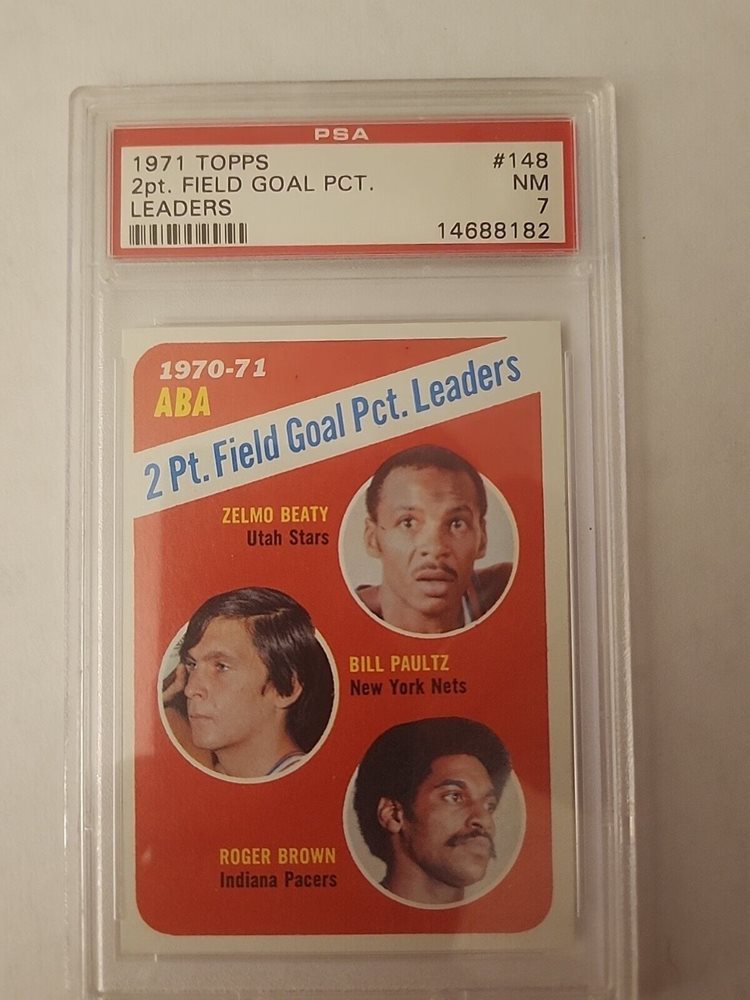 PSA
1971 TOPPS #148
2pt. FIELD GOAL PCT. NM
LEADERS 7
14688182
1970-71
ABA
2 Pt. Field Goal Pct. Leaders
ZELMO BEATY
Utah Stars
BILL PAULTZ
New York Nets
ROGER BROWN
Indiana Pacers